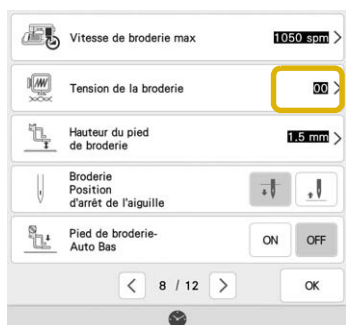 Vitesse de broderie max 1050 spm >
Tension de la broderie 00 >
Hauteur du pied
de broderie 1.5 mm >
Broderie
Position
d'arrêt de l'aiguille
Pied de broderie-
Auto Bas ON OFF
< 8 / 12 > OK